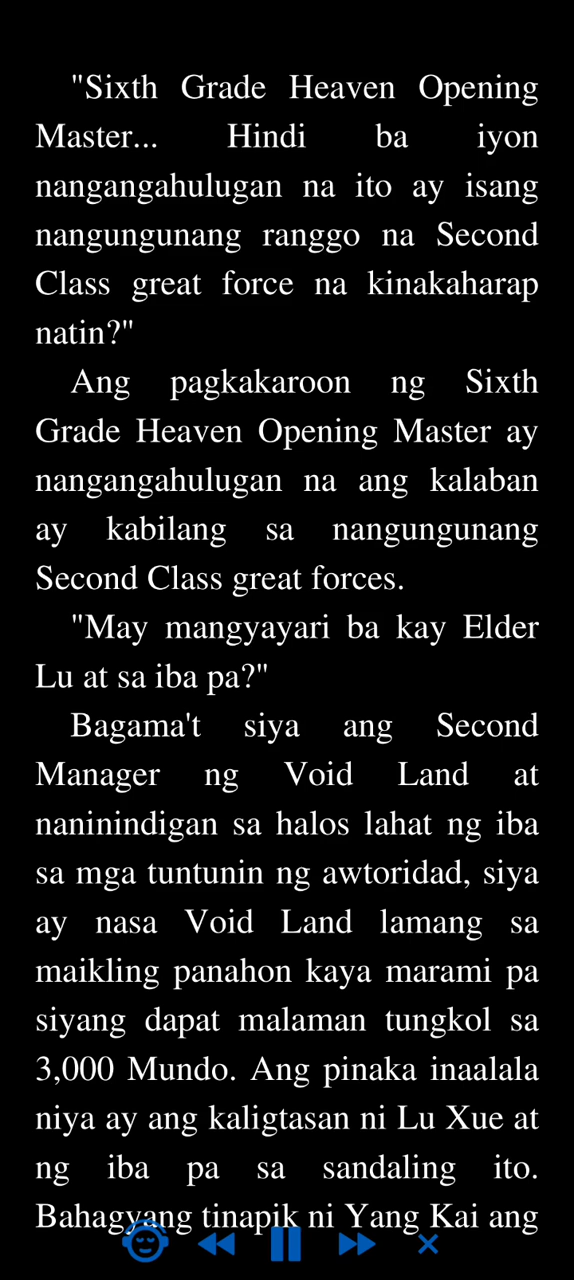 "Sixth Grade Heaven Opening
Master... Hindi ba iyon
nangangahulugan na ito ay isang
nangungunang ranggo na Second
Class great force na kinakaharap
natin?"
Ang pagkakaroon ng Sixth
Grade Heaven Opening Master ay
nangangahulugan na ang kalaban
ay kabilang sa nangungunang
Second Class great forces.
"May mangyayari ba kay Elder
Lu at sa iba pa?"
Bagama't siya ang Second
Manager ng Void Land at
naninindigan sa halos lahat ng iba
sa mga tuntunin ng awtoridad, siya
ay nasa Void Land lamang sa
maikling panahon kaya marami pa
siyang dapat malaman tungkol sa
3,000 Mundo. Ang pinaka inaalala
niya ay ang kaligtasan ni Lu Xue at
ng iba pa sa sandaling ito.
Bahagyang tinapik ni Yang Kai ang